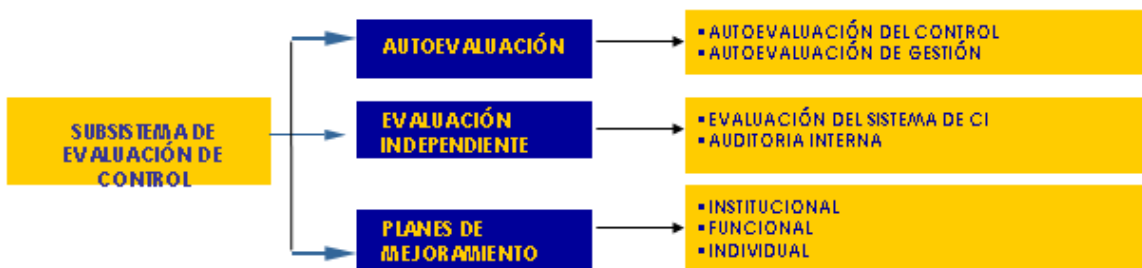 SUBSISTEMA DE
EVALUACIÓN DE
CONTROL
AUTOEVALUACIÓN
▪ AUTOEVALUACIÓN DEL CONTROL
▪ AUTOEVALUACIÓN DE GESTIÓN
EVALUACIÓN
INDEPENDIENTE
▪ EVALUACIÓN DEL SISTEMA DE CI
▪ AUDITORIA INTERNA
PLANES DE
MEJORAMIENTO
▪ INSTITUCIONAL
▪ FUNCIONAL
▪ INDIVIDUAL